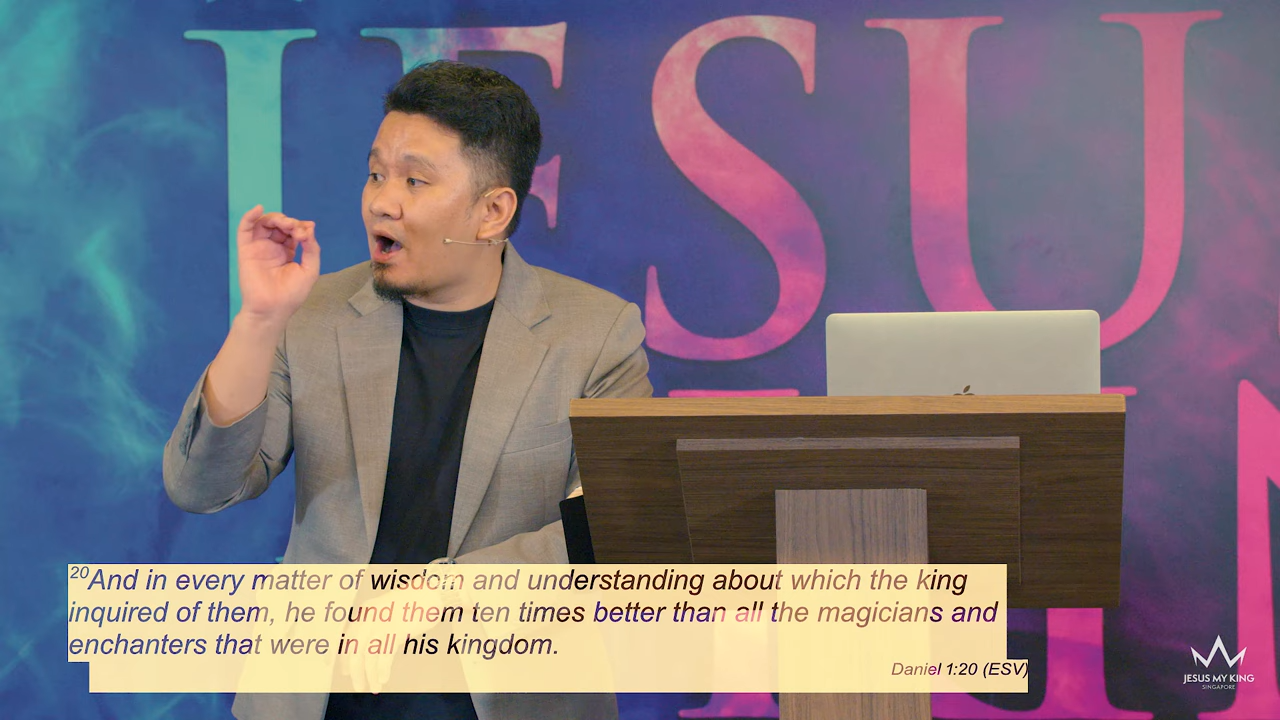 JESU
²⁰And in every matter of wisdom and understanding about which the king
inquired of them, he found them ten times better than all the magicians and
enchanters that were in all his kingdom.
Daniel 1:20 (ESV)
JESUS MY KING
SINGAPORE